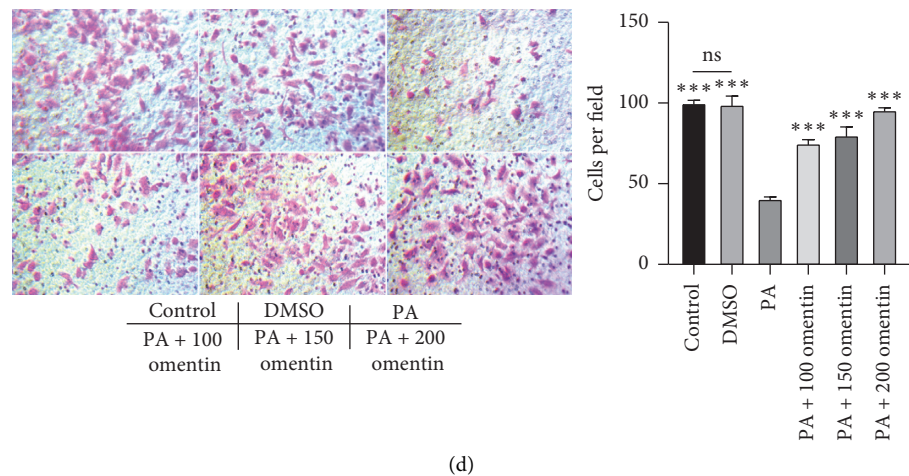 Control DMSO PA
PA + 100 PA + 150 PA + 200
omentin omentin omentin
150
100
50
0
Cells per field
ns
*** ***
***
***
***
Control
DMSO
PA
PA + 100 omentin
PA + 150 omentin
PA + 200 omentin
(d)